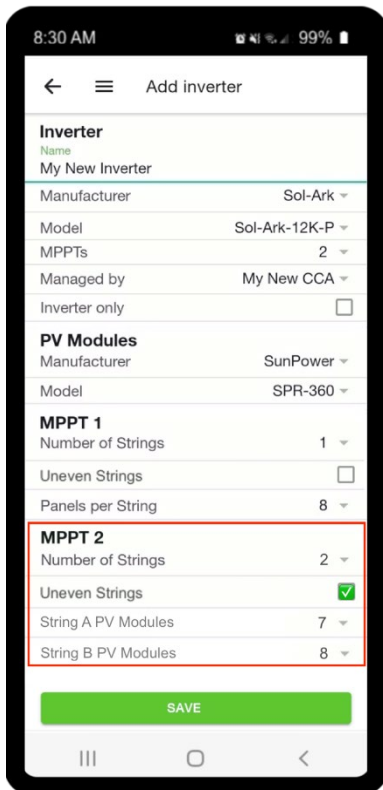 8:30 AM 99%
Add inverter
Inverter
Name
My New Inverter
Manufacturer Sol-Ark
Model Sol-Ark-12K-P
MPPTs 2
Managed by My New CCA
Inverter only
PV Modules
Manufacturer SunPower
Model SPR-360
MPPT 1
Number of Strings 1
Uneven Strings
Panels per String 8
MPPT 2
Number of Strings 2
Uneven Strings
String A PV Modules 7
String B PV Modules 8
SAVE